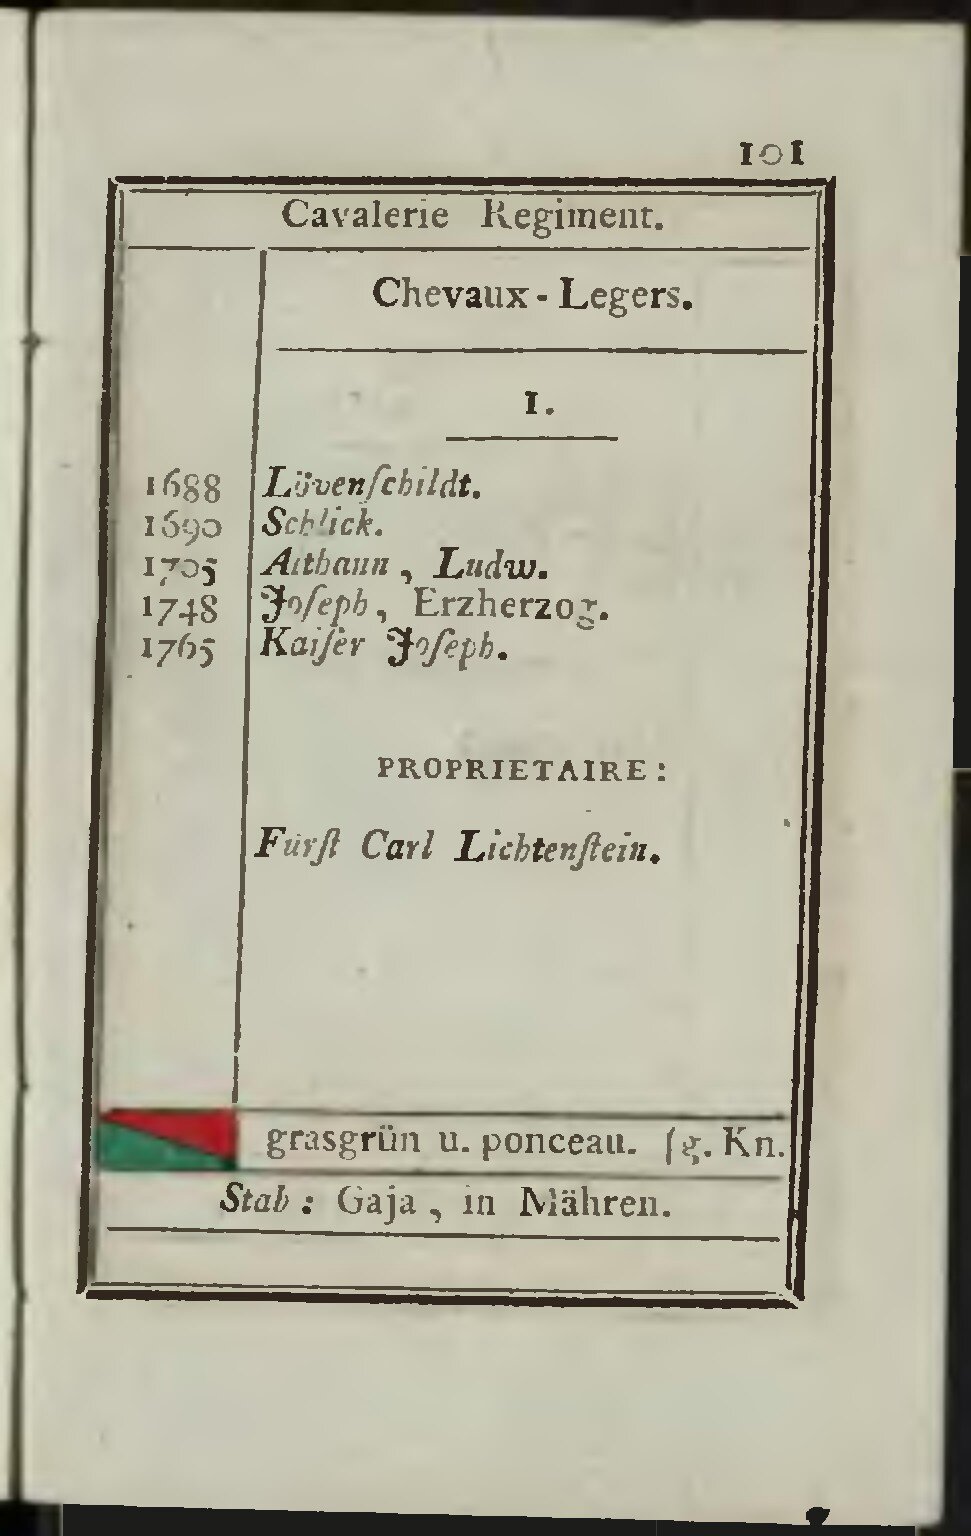 101
Cavalerie Regiment.
Chevaux-Legers.
I.
1688 Lövenſchildt.
1690 Schlick.
1705 Althann, Ludw.
1748 Joſeph, Erzherzog.
1765 Kaiſer Joſeph.
PROPRIETAIRE:
Fürſt Carl Lichtenſtein.
grasgrün u. ponceau. (g. Kn.
Stab: Gaja, in Mähren.